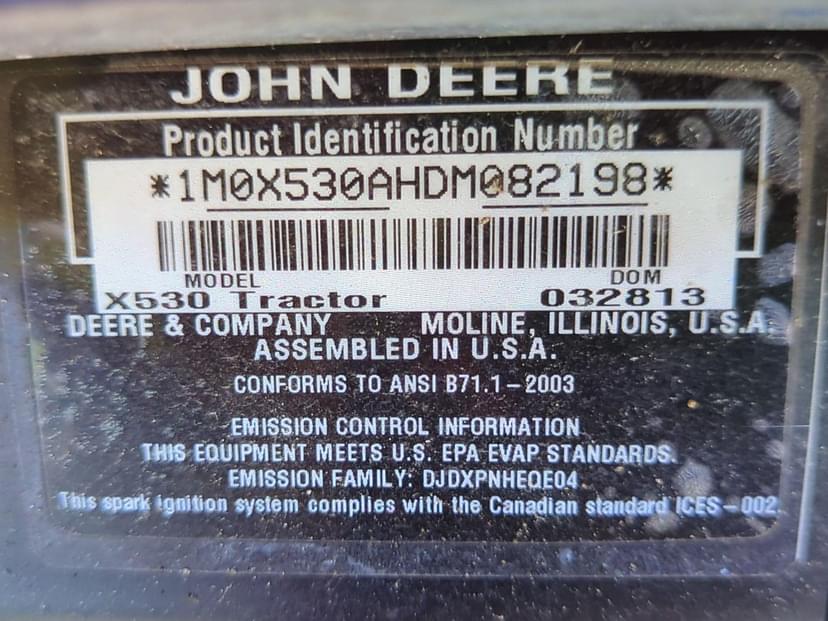 JOHN DEERE
Product Identification Number
*1M0X530AHDM082198*
MODEL DOM
X530 Tractor 032813
DEERE & COMPANY MOLINE, ILLINOIS, U.S.A.
ASSEMBLED IN U.S.A.
CONFORMS TO ANSI B71.1-2003
EMISSION CONTROL INFORMATION
THIS EQUIPMENT MEETS U.S. EPA EVAP STANDARDS.
EMISSION FAMILY: DJDXPNHEQE04
This spark ignition system complies with the Canadian standard ICES-002.